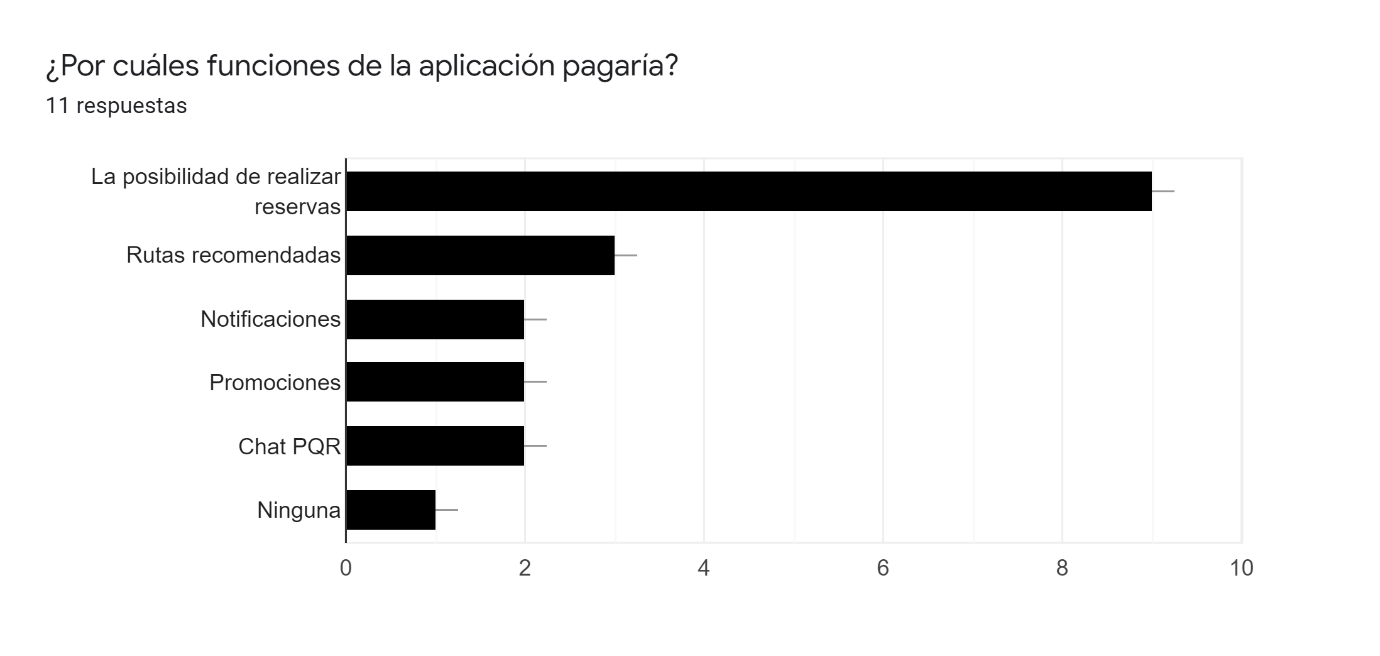 ¿Por cuáles funciones de la aplicación pagaría?
11 respuestas
La posibilidad de realizar
reservas
Rutas recomendadas
Notificaciones
Promociones
Chat PQR
Ninguna
0 2 4 6 8 10